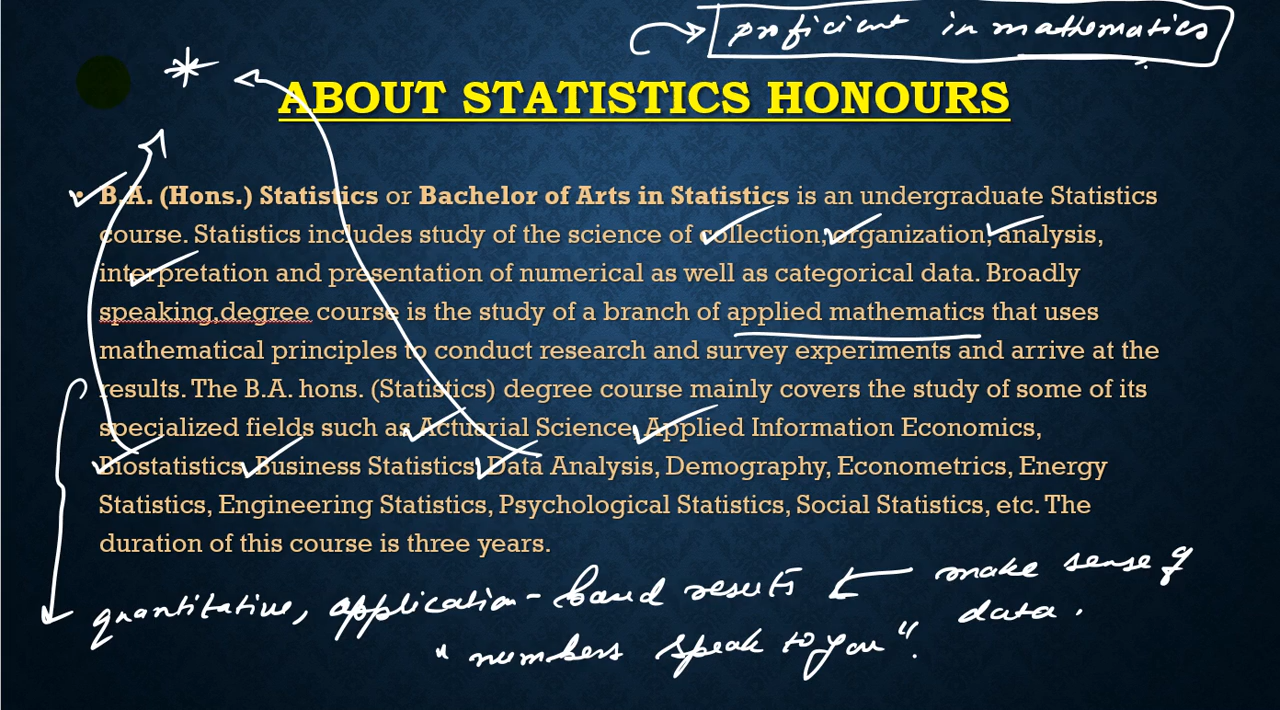 proficient in mathematics
ABOUT STATISTICS HONOURS
• B.A. (Hons.) Statistics or Bachelor of Arts in Statistics is an undergraduate Statistics
course. Statistics includes study of the science of collection, organization, analysis,
interpretation and presentation of numerical as well as categorical data. Broadly
speaking,degree course is the study of a branch of applied mathematics that uses
mathematical principles to conduct research and survey experiments and arrive at the
results. The B.A. hons. (Statistics) degree course mainly covers the study of some of its
specialized fields such as Actuarial Science, Applied Information Economics,
Biostatistics, Business Statistics, Data Analysis, Demography, Econometrics, Energy
Statistics, Engineering Statistics, Psychological Statistics, Social Statistics, etc. The
duration of this course is three years.
quantitative, application-based results ← make sense of
data.
"numbers speak to you".